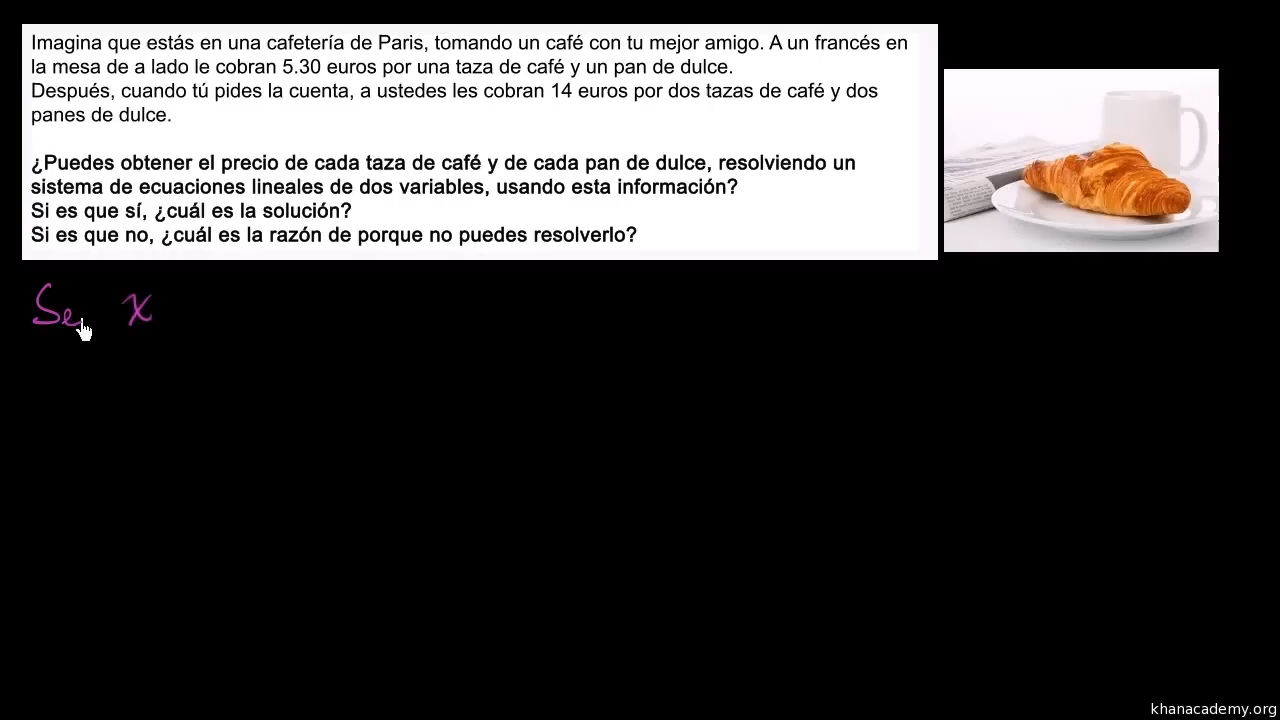 Imagina que estás en una cafetería de Paris, tomando un café con tu mejor amigo. A un francés en
la mesa de a lado le cobran 5.30 euros por una taza de café y un pan de dulce.
Después, cuando tú pides la cuenta, a ustedes les cobran 14 euros por dos tazas de café y dos
panes de dulce.
¿Puedes obtener el precio de cada taza de café y de cada pan de dulce, resolviendo un
sistema de ecuaciones lineales de dos variables, usando esta información?
Si es que sí, ¿cuál es la solución?
Si es que no, ¿cuál es la razón de porque no puedes resolverlo?
Se x
khanacademy.org